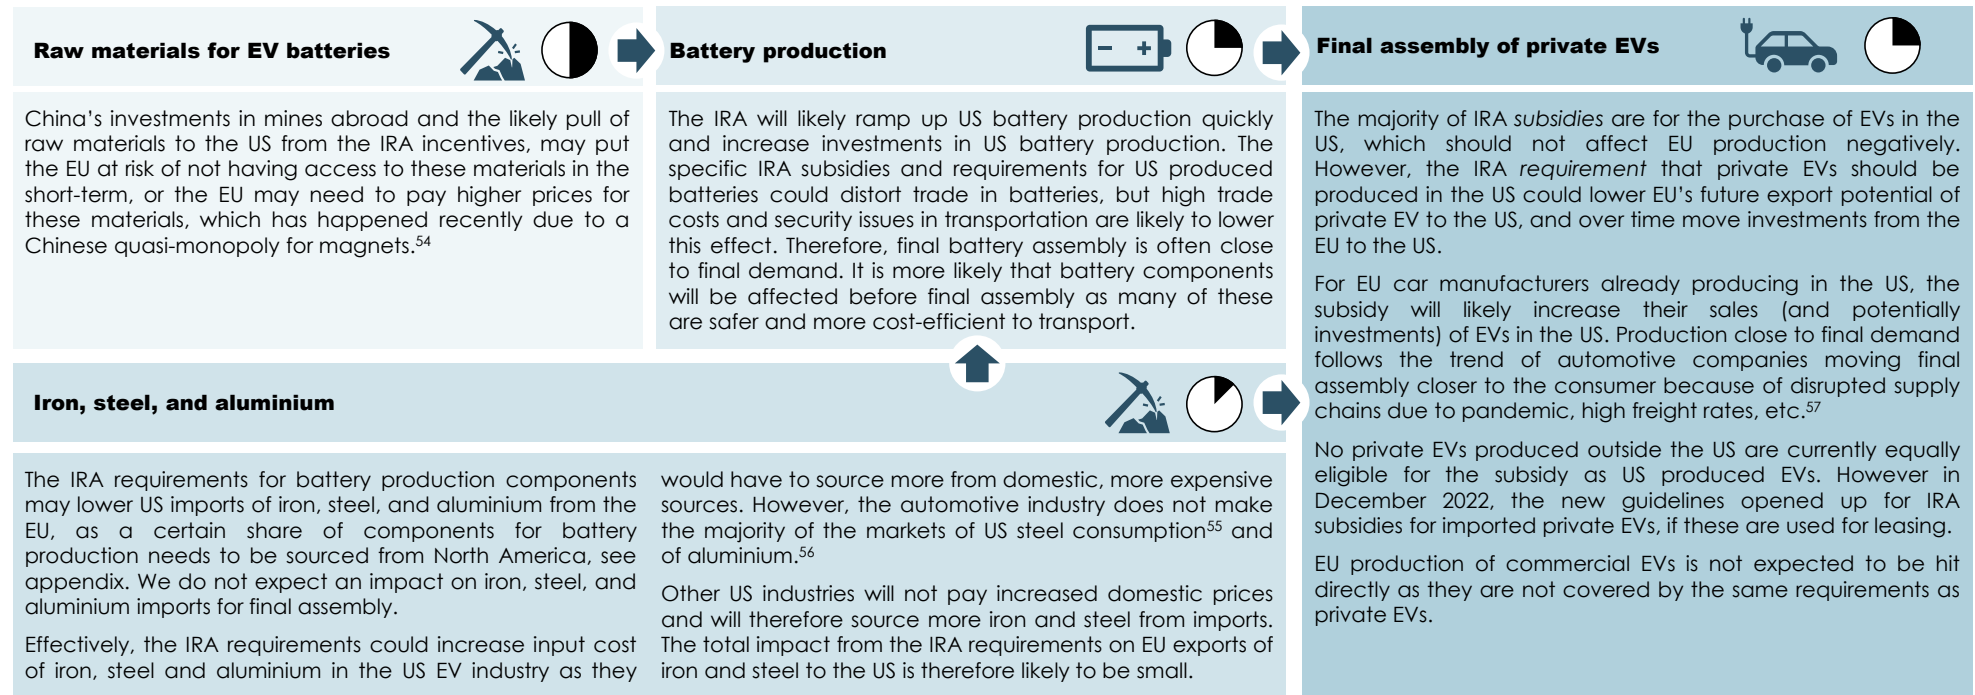 Raw materials for EV batteries
China’s investments in mines abroad and the likely pull of
raw materials to the US from the IRA incentives, may put
the EU at risk of not having access to these materials in the
short-term, or the EU may need to pay higher prices for
these materials, which has happened recently due to a
Chinese quasi-monopoly for magnets.54
Battery production
The IRA will likely ramp up US battery production quickly
and increase investments in US battery production. The
specific IRA subsidies and requirements for US produced
batteries could distort trade in batteries, but high trade
costs and security issues in transportation are likely to lower
this effect. Therefore, final battery assembly is often close
to final demand. It is more likely that battery components
will be affected before final assembly as many of these
are safer and more cost-efficient to transport.
Iron, steel, and aluminium
The IRA requirements for battery production components
may lower US imports of iron, steel, and aluminium from the
EU, as a certain share of components for battery
production needs to be sourced from North America, see
appendix. We do not expect an impact on iron, steel, and
aluminium imports for final assembly.
Effectively, the IRA requirements could increase input cost
of iron, steel and aluminium in the US EV industry as they
would have to source more from domestic, more expensive
sources. However, the automotive industry does not make
the majority of the markets of US steel consumption55 and
of aluminium.56
Other US industries will not pay increased domestic prices
and will therefore source more iron and steel from imports.
The total impact from the IRA requirements on EU exports of
iron and steel to the US is therefore likely to be small.
Final assembly of private EVs
The majority of IRA subsidies are for the purchase of EVs in the
US, which should not affect EU production negatively.
However, the IRA requirement that private EVs should be
produced in the US could lower EU’s future export potential of
private EV to the US, and over time move investments from the
EU to the US.
For EU car manufacturers already producing in the US, the
subsidy will likely increase their sales (and potentially
investments) of EVs in the US. Production close to final demand
follows the trend of automotive companies moving final
assembly closer to the consumer because of disrupted supply
chains due to pandemic, high freight rates, etc.57
No private EVs produced outside the US are currently equally
eligible for the subsidy as US produced EVs. However in
December 2022, the new guidelines opened up for IRA
subsidies for imported private EVs, if these are used for leasing.
EU production of commercial EVs is not expected to be hit
directly as they are not covered by the same requirements as
private EVs.